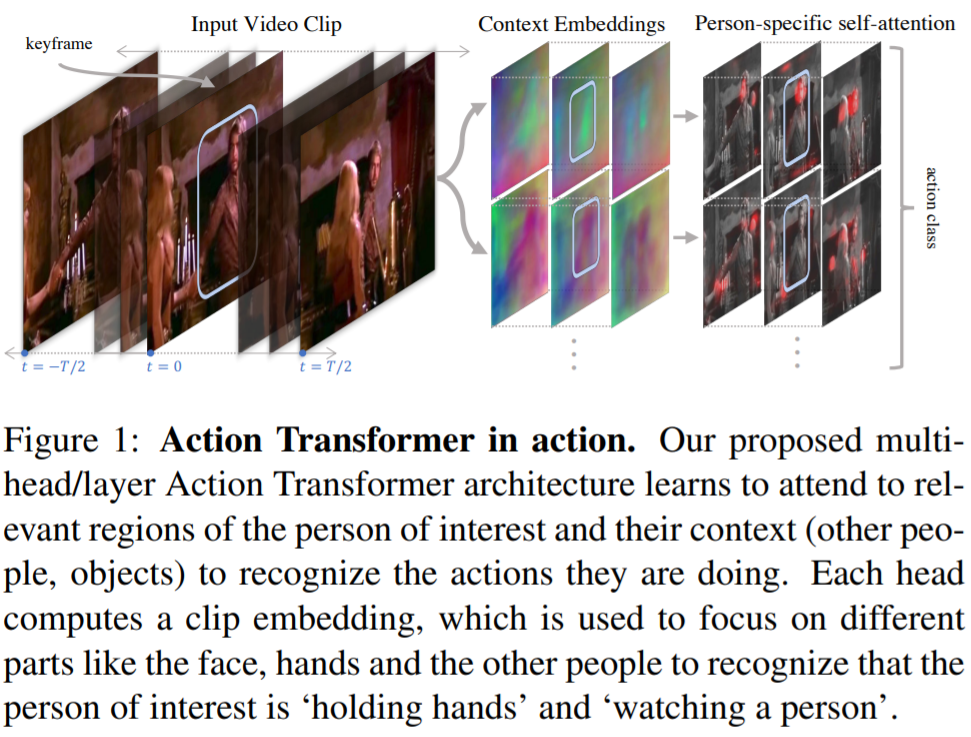 Input Video Clip
Context Embeddings
Person-specific self-attention
keyframe
action class
t = −T/2
t = 0
t = T/2
Figure 1: Action Transformer in action. Our proposed multi-
head/layer Action Transformer architecture learns to attend to rel-
evant regions of the person of interest and their context (other peo-
ple, objects) to recognize the actions they are doing. Each head
computes a clip embedding, which is used to focus on different
parts like the face, hands and the other people to recognize that the
person of interest is ‘holding hands’ and ‘watching a person’.